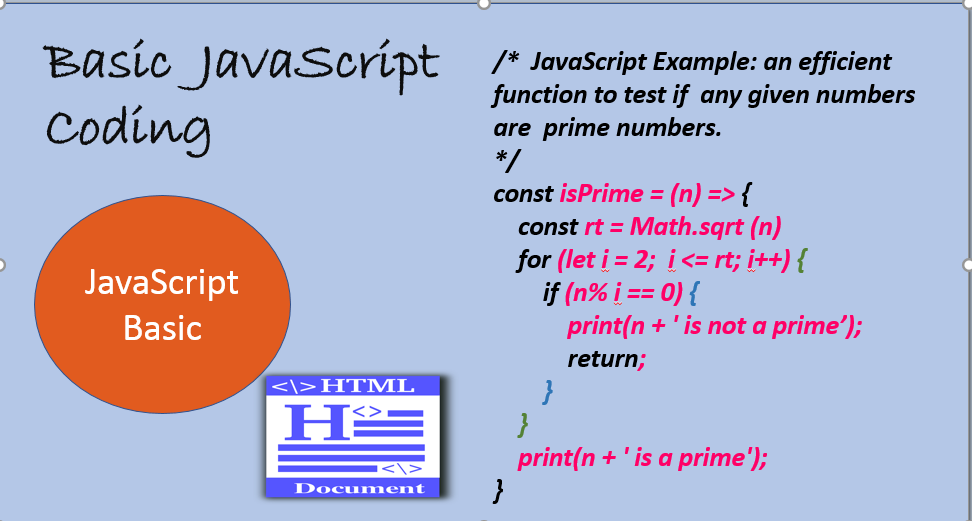 Basic JavaScript
Coding
JavaScript
Basic
<\> HTML
H <>
<\>
Document
/*  JavaScript Example: an efficient
function to test if  any given numbers
are  prime numbers.
*/
const isPrime = (n) => {
const rt = Math.sqrt (n)
for (let i = 2;  i <= rt; i++) {
if (n% i == 0) {
print(n + ' is not a prime’);
return;
}
}
print(n + ' is a prime');
}